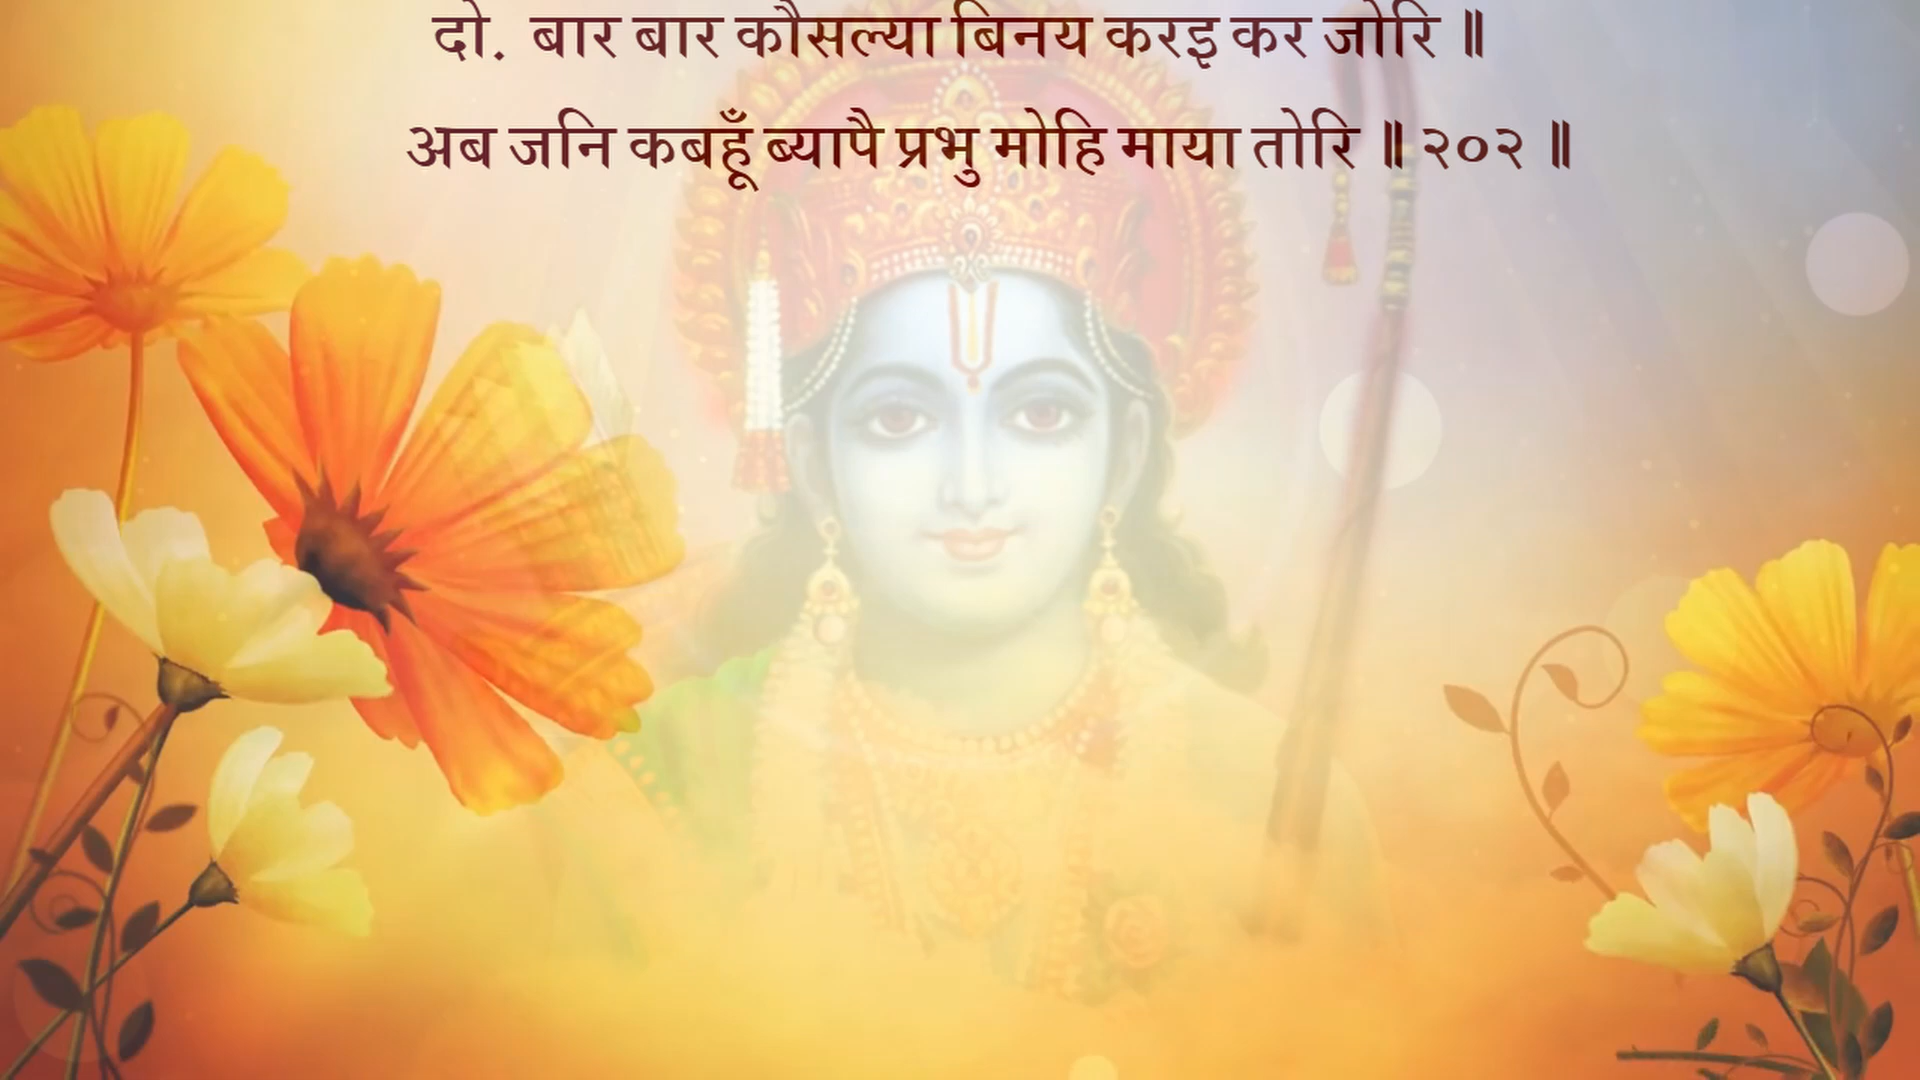 दो. बार बार कौसल्या बिनय करइ कर जोरि ॥
अब जनि कबहूँ ब्यापै प्रभु मोहि माया तोरि ॥ २०२ ॥